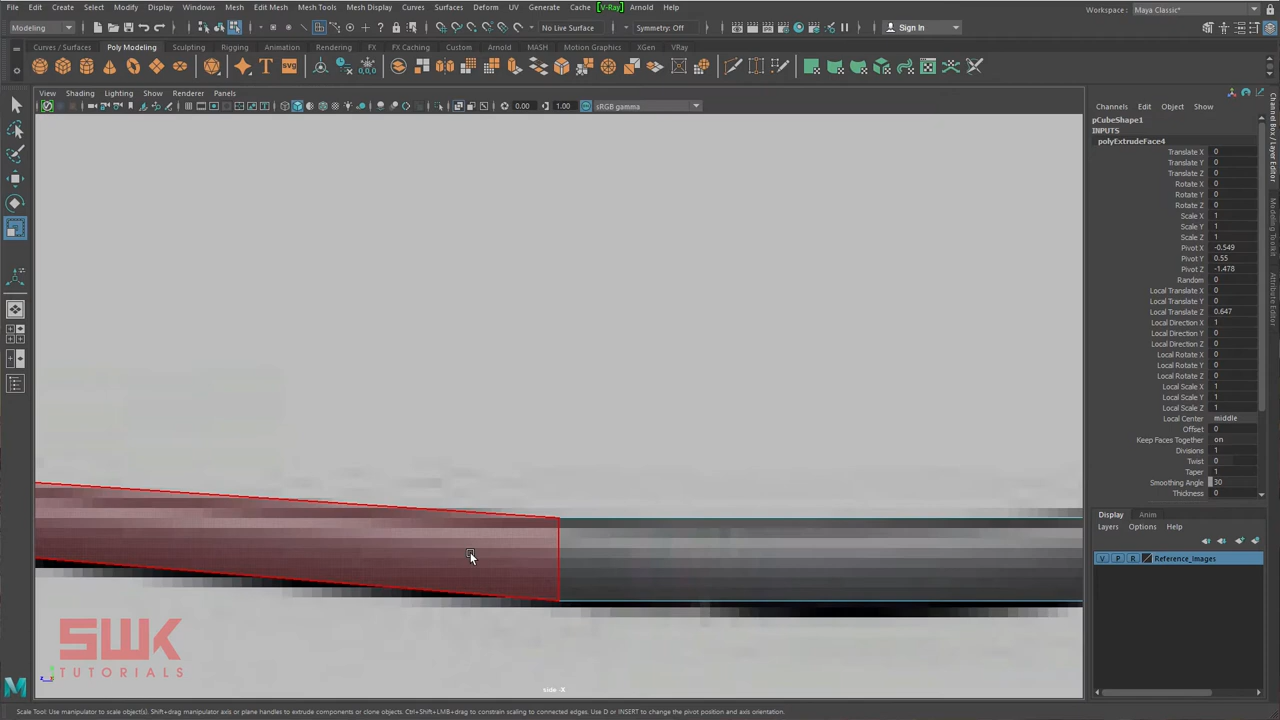 File Edit Create Select Modify Display Windows Mesh Edit Mesh Mesh Tools Mesh Display Curves Surfaces Deform UV Generate Cache [V-Ray] Arnold Help
Workspace : Maya Classic*
Modeling No Live Surface Symmetry: Off Sign In
Curves / Surfaces Poly Modeling Sculpting Rigging Animation Rendering FX FX Caching Custom Arnold MASH Motion Graphics XGen VRay
View Shading Lighting Show Renderer Panels
0.00 1.00 sRGB gamma
Channels Edit Object Show
pCubeShape1
INPUTS
polyExtrudeFace4
Translate X 0
Translate Y 0
Translate Z 0
Rotate X 0
Rotate Y 0
Rotate Z 0
Scale X 1
Scale Y 1
Scale Z 1
Pivot X -0.549
Pivot Y 0.55
Pivot Z -1.478
Random 0
Local Translate X 0
Local Translate Y 0
Local Translate Z 0.647
Local Direction X 1
Local Direction Y 0
Local Direction Z 0
Local Rotate X 0
Local Rotate Y 0
Local Rotate Z 0
Local Scale X 1
Local Scale Y 1
Local Scale Z 1
Local Center middle
Offset 0
Keep Faces Together on
Divisions 1
Twist 0
Taper 1
Smoothing Angle 30
Thickness 0
Display Anim
Layers Options Help
V P R Reference_Images
Channel Box / Layer Editor
Modeling Toolkit
Attribute Editor
SWK
TUTORIALS
side -X
Scale Tool: Use manipulator to scale object(s). Shift+drag manipulator axis or plane handles to extrude components or clone objects. Ctrl+Shift+LMB+drag to constrain scaling to connected edges. Use D or INSERT to change the pivot position and axis orientation.